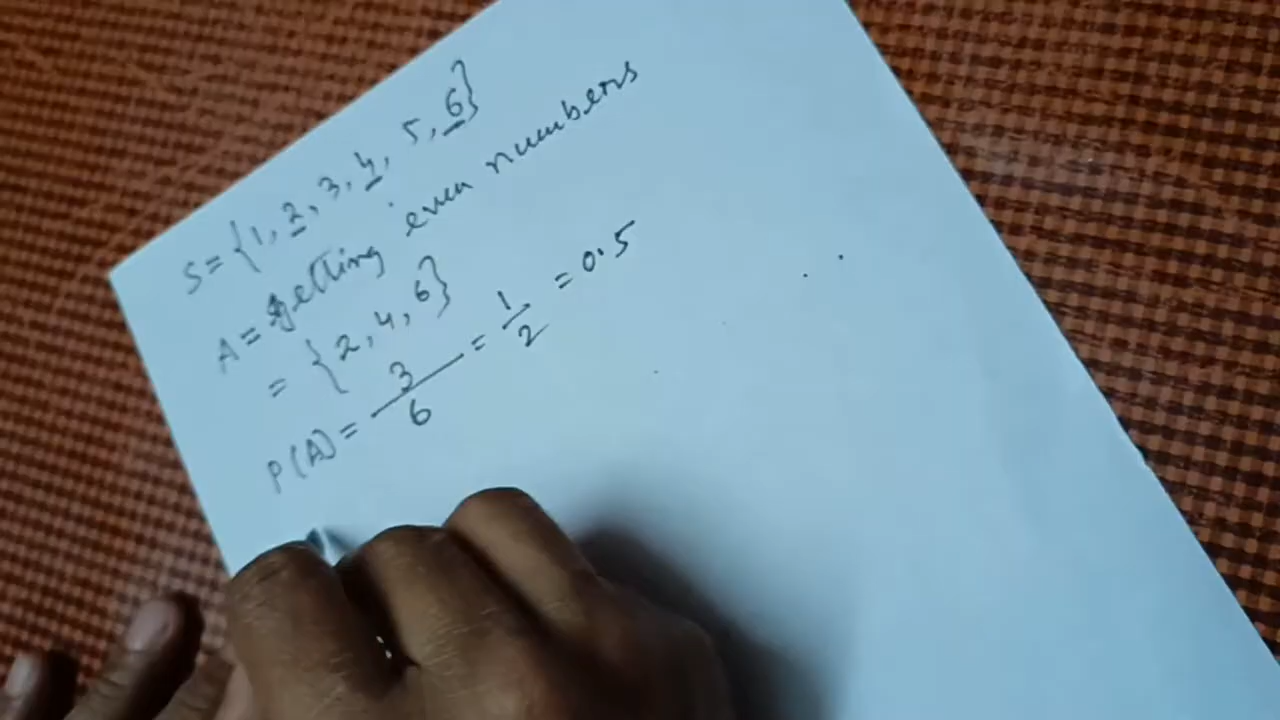 S = {1, 2, 3, 4, 5, 6}
A = getting even numbers
= {2, 4, 6}
P(A) = 3/6 = 1/2 = 0.5